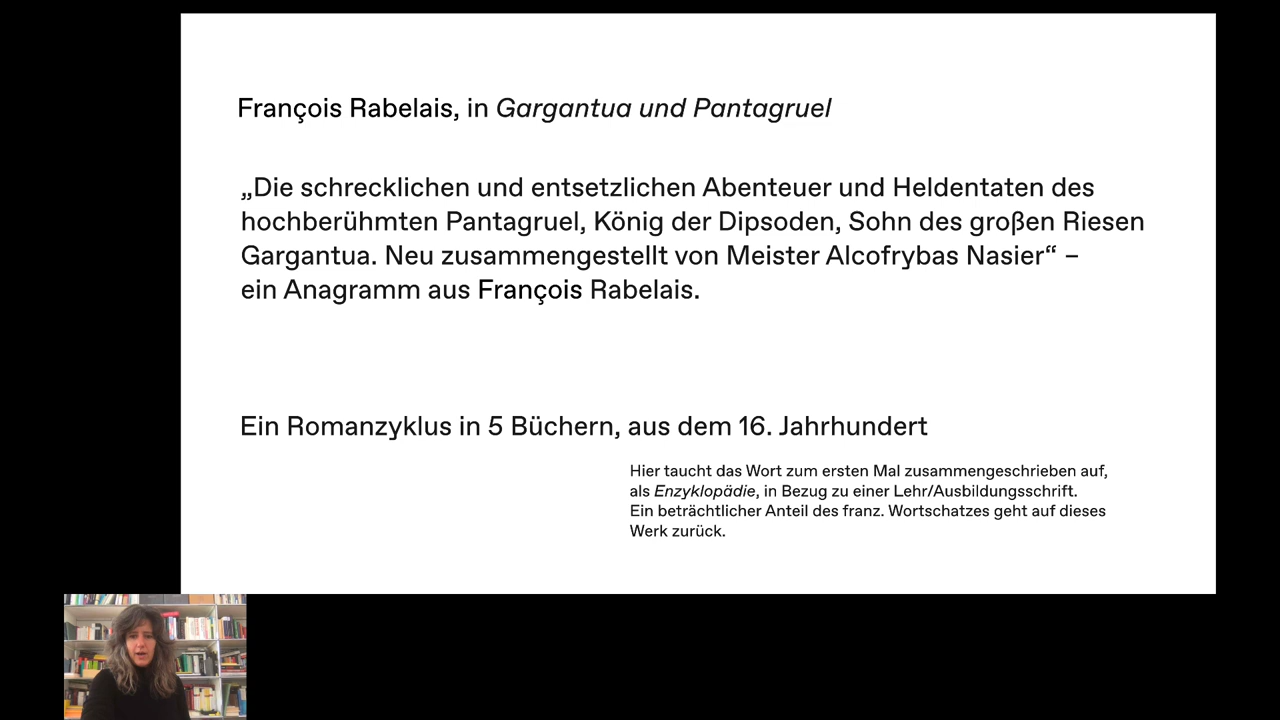 François Rabelais, in Gargantua und Pantagruel
„Die schrecklichen und entsetzlichen Abenteuer und Heldentaten des
hochberühmten Pantagruel, König der Dipsoden, Sohn des großen Riesen
Gargantua. Neu zusammengestellt von Meister Alcofrybas Nasier“ –
ein Anagramm aus François Rabelais.
Ein Romanzyklus in 5 Büchern, aus dem 16. Jahrhundert
Hier taucht das Wort zum ersten Mal zusammengeschrieben auf,
als Enzyklopädie, in Bezug zu einer Lehr/Ausbildungsschrift.
Ein beträchtlicher Anteil des franz. Wortschatzes geht auf dieses
Werk zurück.